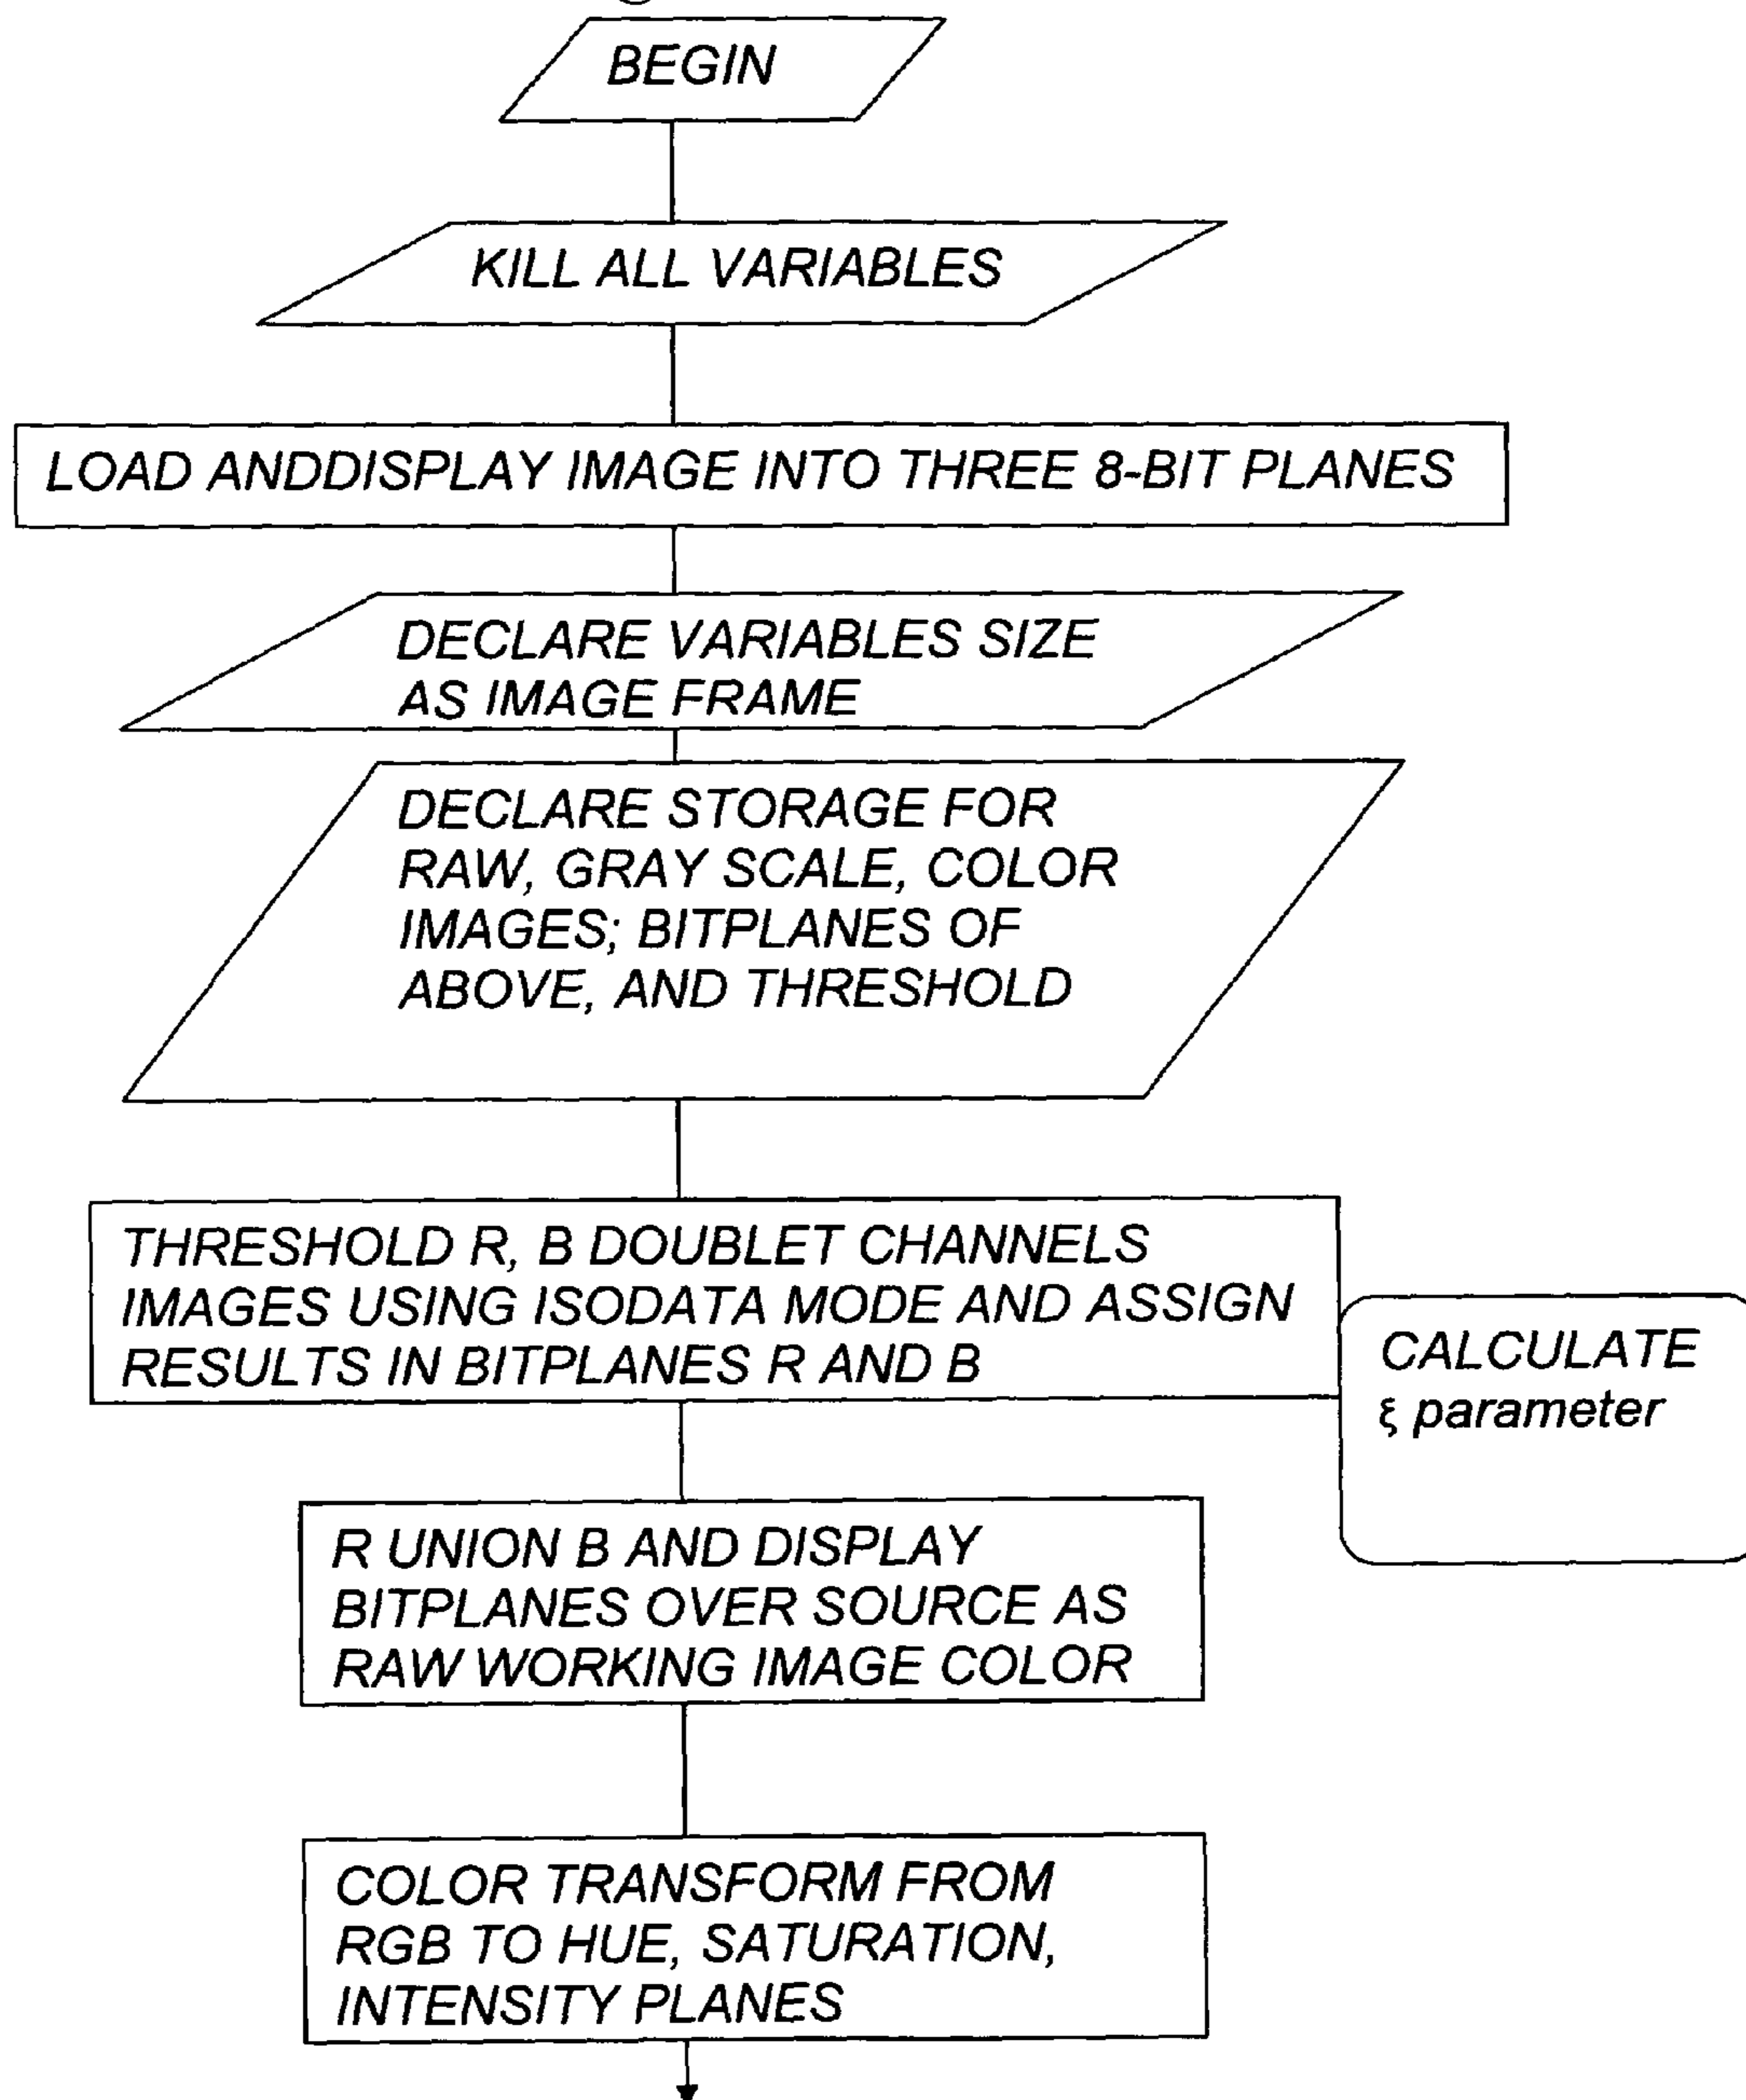 BEGIN
KILL ALL VARIABLES
LOAD ANDDISPLAY IMAGE INTO THREE 8-BIT PLANES
DECLARE VARIABLES SIZE
AS IMAGE FRAME
DECLARE STORAGE FOR
RAW, GRAY SCALE, COLOR
IMAGES; BITPLANES OF
ABOVE, AND THRESHOLD
THRESHOLD R, B DOUBLET CHANNELS
IMAGES USING ISODATA MODE AND ASSIGN
RESULTS IN BITPLANES R AND B
CALCULATE
ξ parameter
R UNION B AND DISPLAY
BITPLANES OVER SOURCE AS
RAW WORKING IMAGE COLOR
COLOR TRANSFORM FROM
RGB TO HUE, SATURATION,
INTENSITY PLANES